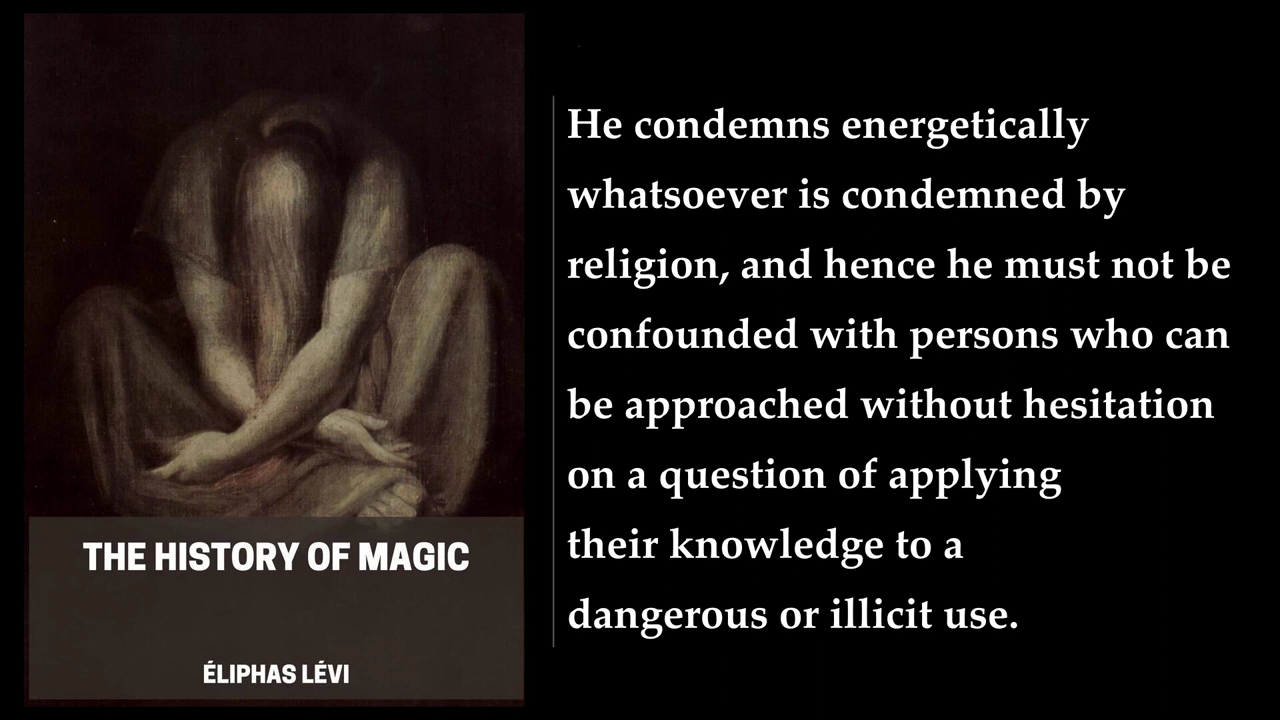 THE HISTORY OF MAGIC
ÉLIPHAS LÉVI
He condemns energetically
whatsoever is condemned by
religion, and hence he must not be
confounded with persons who can
be approached without hesitation
on a question of applying
their knowledge to a
dangerous or illicit use.